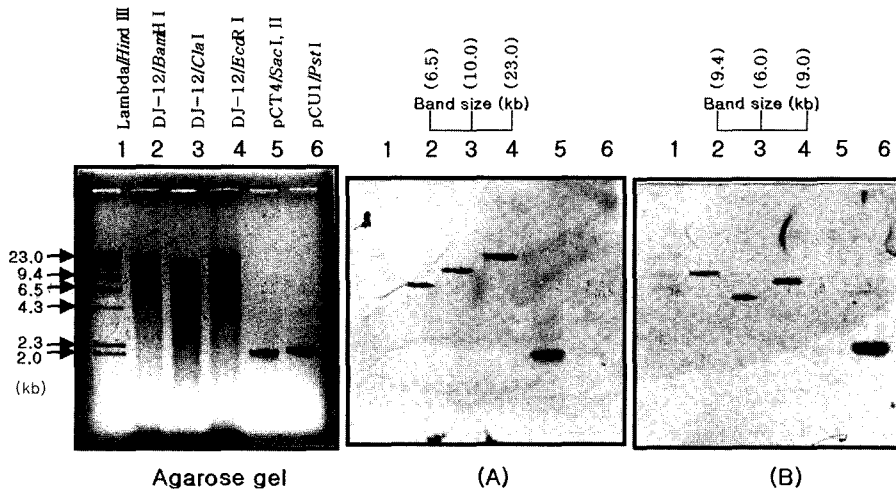 Lambda/Hind III
DJ-12/BamH I
DJ-12/Cla I
DJ-12/EcoR I
pCT4/Sac I, II
pCU1/Pst I
1 2 3 4 5 6
23.0
9.4
6.5
4.3
2.3
2.0
(kb)
Agarose gel
(6.5)
(10.0)
(23.0)
Band size (kb)
1 2 3 4 5 6
(A)
(9.4)
(6.0)
(9.0)
Band size (kb)
1 2 3 4 5 6
(B)